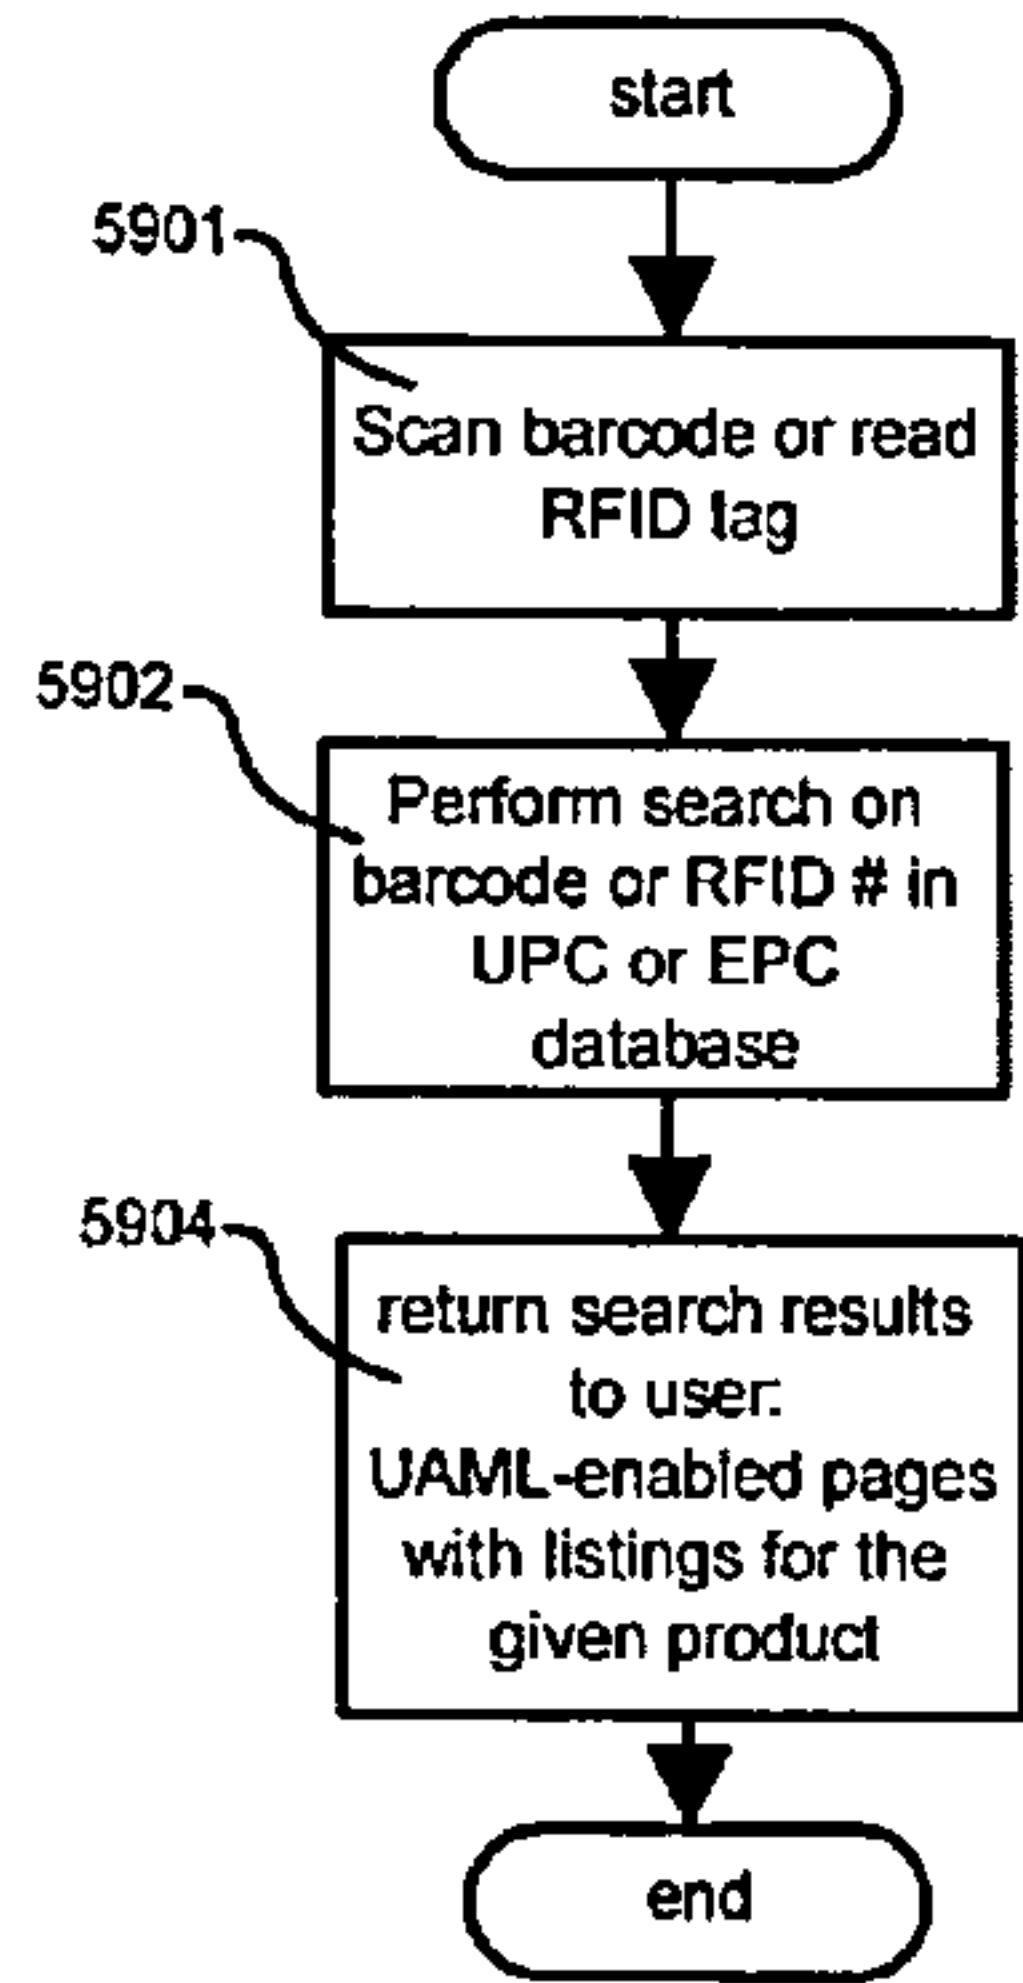 start
5901
Scan barcode or read
RFID tag
5902
Perform search on
barcode or RFID # in
UPC or EPC
database
5904
return search results
to user:
UAML-enabled pages
with listings for the
given product
end